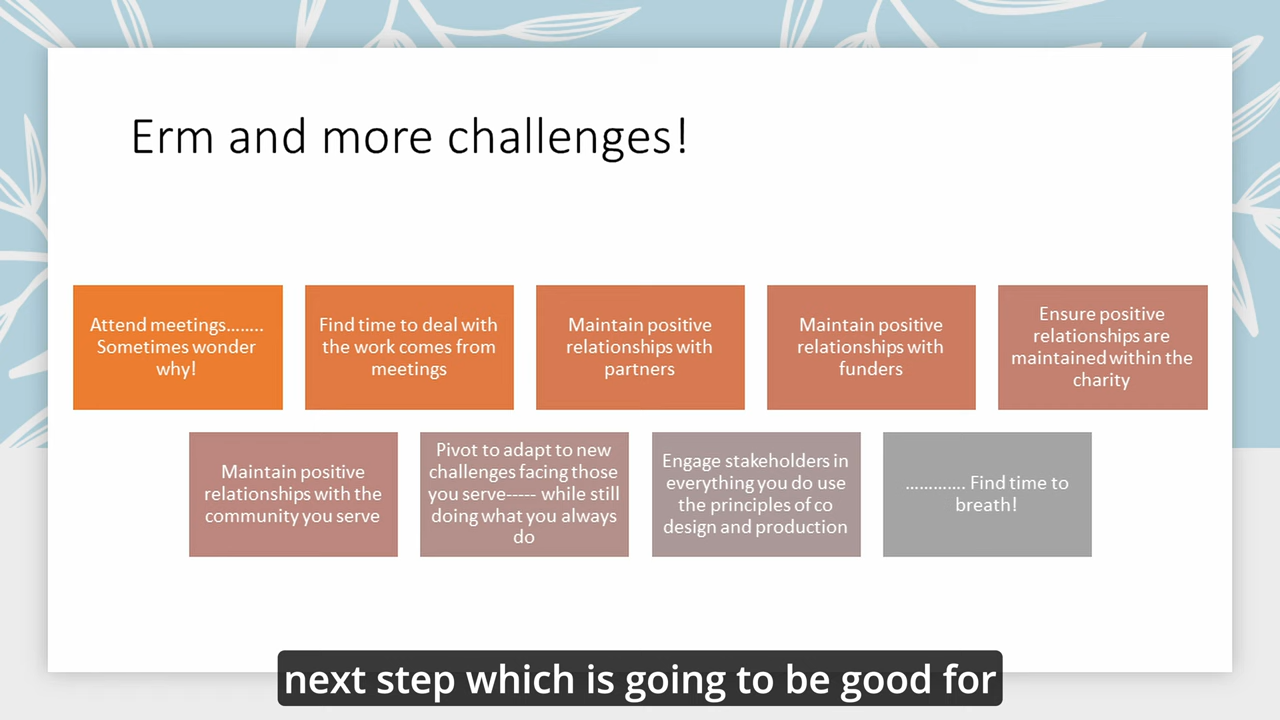 Erm and more challenges!
Attend meetings........
Sometimes wonder
why!
Find time to deal with
the work comes from
meetings
Maintain positive
relationships with
partners
Maintain positive
relationships with
funders
Ensure positive
relationships are
maintained within the
charity
Maintain positive
relationships with the
community you serve
Pivot to adapt to new
challenges facing those
you serve----- while still
doing what you always
do
Engage stakeholders in
everything you do use
the principles of co
design and production
............. Find time to
breath!
next step which is going to be good for